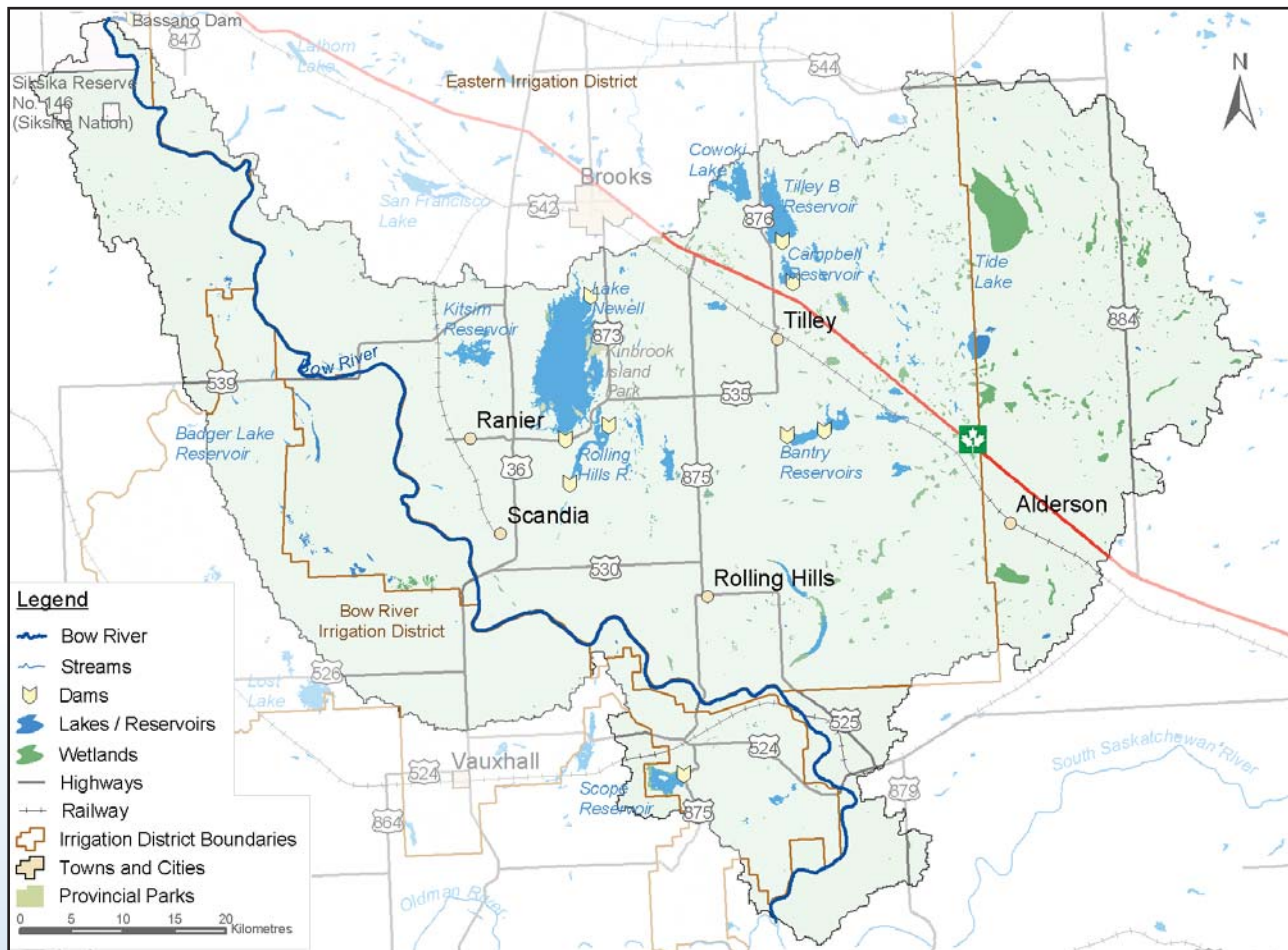 Bassano Dam
847
Lathom
Lake
544
N
Eastern Irrigation District
Siksika Reserve
No. 146
(Siksika Nation)
Cowoki
Lake
Brooks
Tilley B
Reservoir
San Francisco
Lake
542
876
Campbell
Reservoir
Tide
Lake
Lake
Newell
Kitsim
Reservoir
873
Tilley
884
Kinbrook
Island
Park
Bow River
539
535
Ranier
Badger Lake
Reservoir
Rolling
Hills R.
Bantry
Reservoirs
1
36
875
Scandia
Alderson
530
Rolling Hills
Bow River
Irrigation District
526
Lost
Lake
525
524
Vauxhall
524
South Saskatchewan River
Scope
Reservoir
879
875
864
Oldman River
Legend
Bow River
Streams
Dams
Lakes / Reservoirs
Wetlands
Highways
Railway
Irrigation District Boundaries
Towns and Cities
Provincial Parks
0 5 10 15 20
Kilometres